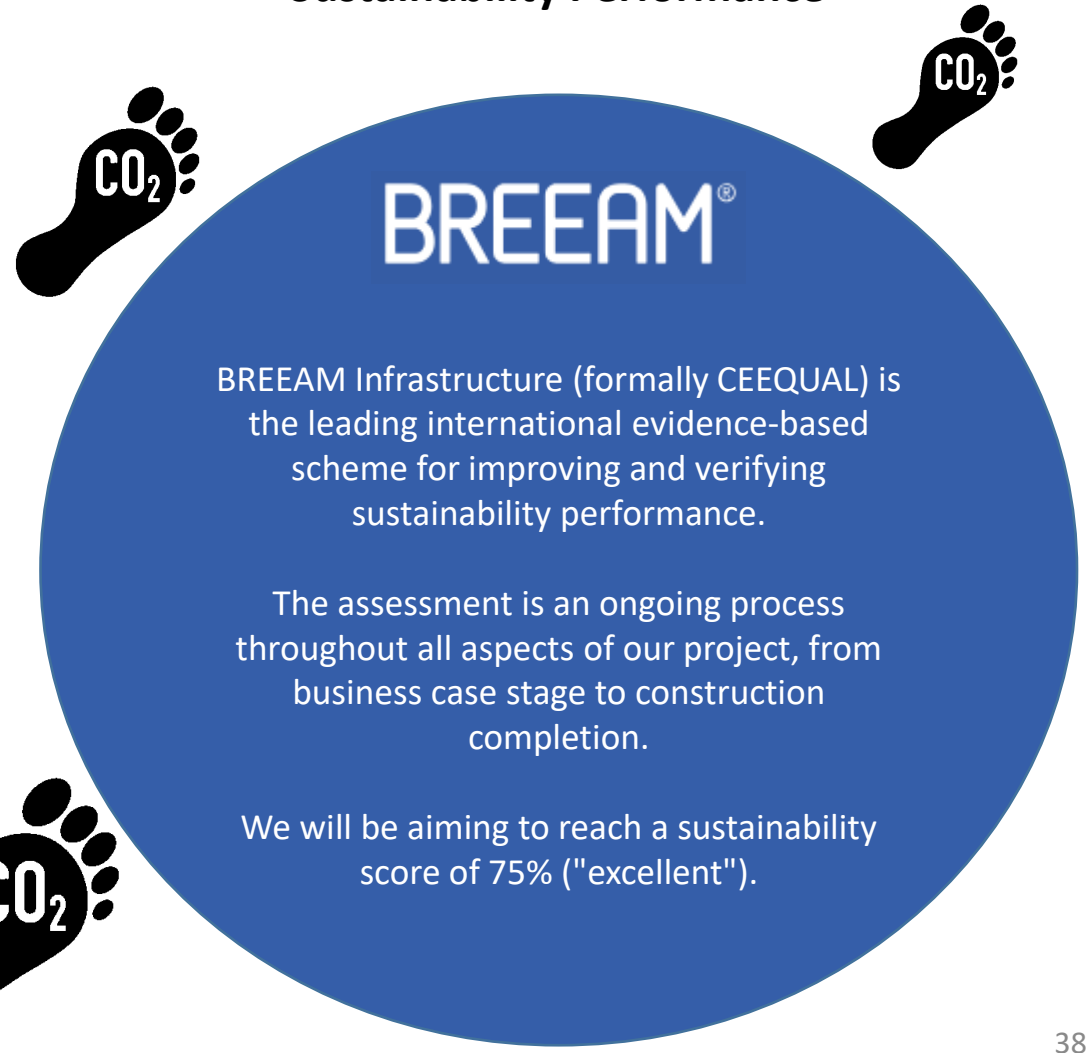 Sustainability Performance
CO₂
CO₂
BREEAM®
BREEAM Infrastructure (formally CEEQUAL) is
the leading international evidence-based
scheme for improving and verifying
sustainability performance.
The assessment is an ongoing process
throughout all aspects of our project, from
business case stage to construction
completion.
We will be aiming to reach a sustainability
score of 75% ("excellent").
CO₂
38